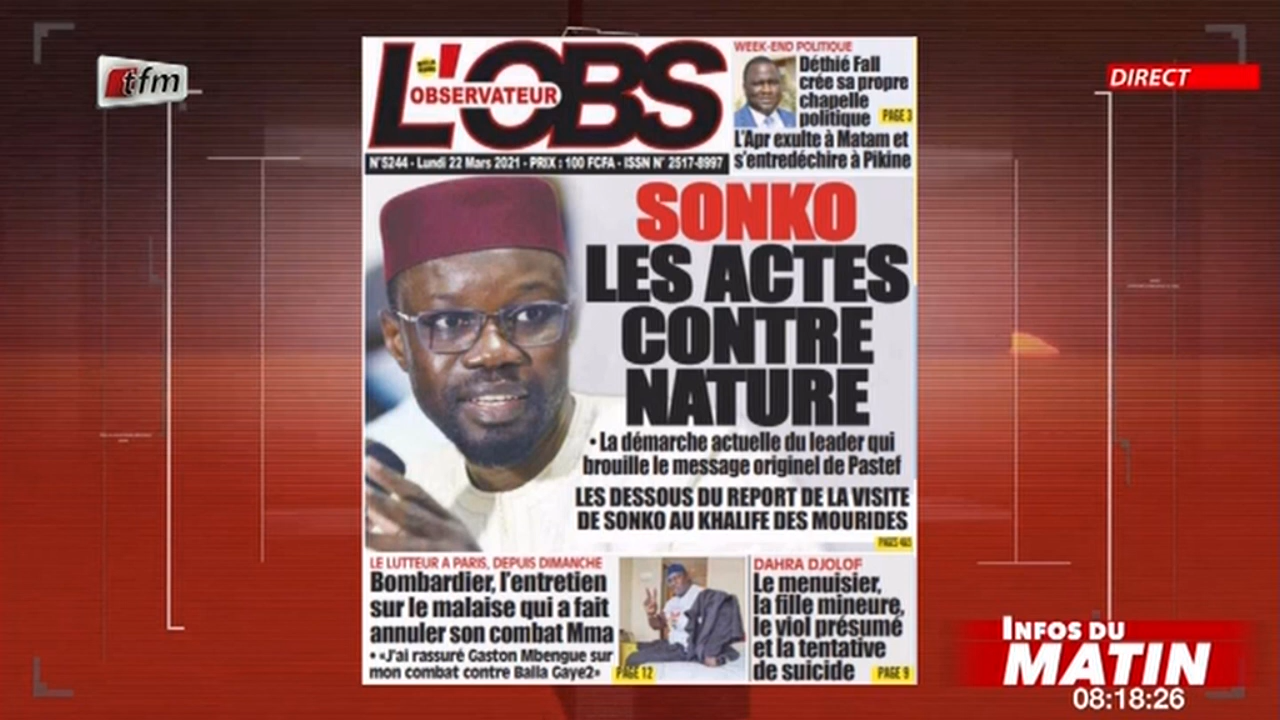 tfm
DIRECT
L'OBS
OBSERVATEUR
N°5244 - Lundi 22 Mars 2021 - PRIX : 100 FCFA - ISSN N° 2517-8997
WEEK-END POLITIQUE
Déthié Fall
crée sa propre
chapelle
politique PAGE 3
L'Apr exulte à Matam et
s'entredéchire à Pikine
SONKO
LES ACTES
CONTRE
NATURE
• La démarche actuelle du leader qui
brouille le message originel de Pastef
LES DESSOUS DU REPORT DE LA VISITE
DE SONKO AU KHALIFE DES MOURIDES
LE LUTTEUR A PARIS, DEPUIS DIMANCHE
Bombardier, l'entretien
sur le malaise qui a fait
annuler son combat Mma
• «J'ai rassuré Gaston Mbengue sur
mon combat contre Balla Gaye2» PAGE 12
DAHRA DJOLOF
Le menuisier,
la fille mineure,
le viol présumé
et la tentative
de suicide PAGE 9
INFOS DU
MATIN
08:18:26